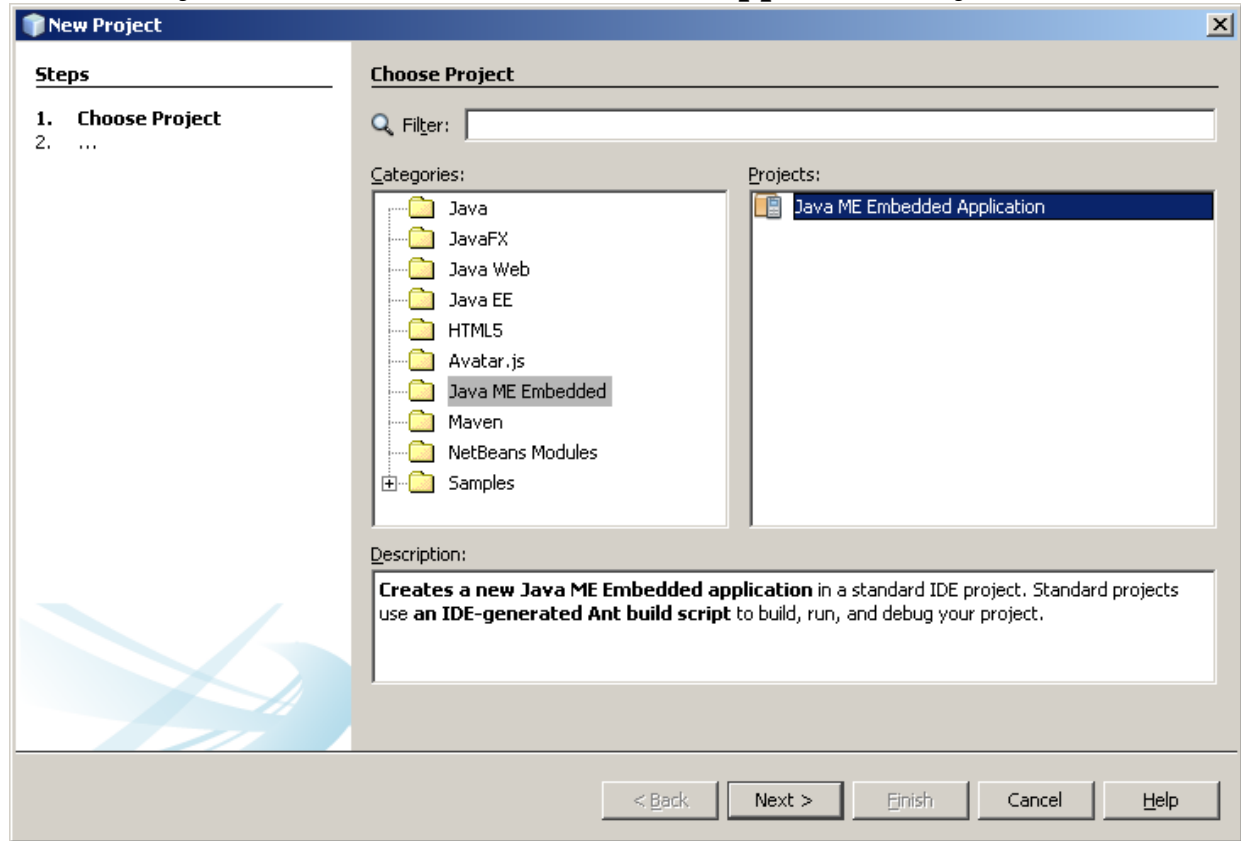 New Project
Steps
1. Choose Project
2. ...
Choose Project
Filter:
Categories:
Java
JavaFX
Java Web
Java EE
HTML5
Avatar.js
Java ME Embedded
Maven
NetBeans Modules
Samples
Projects:
Java ME Embedded Application
Description:
Creates a new Java ME Embedded application in a standard IDE project. Standard projects
use an IDE-generated Ant build script to build, run, and debug your project.
< Back
Next >
Finish
Cancel
Help